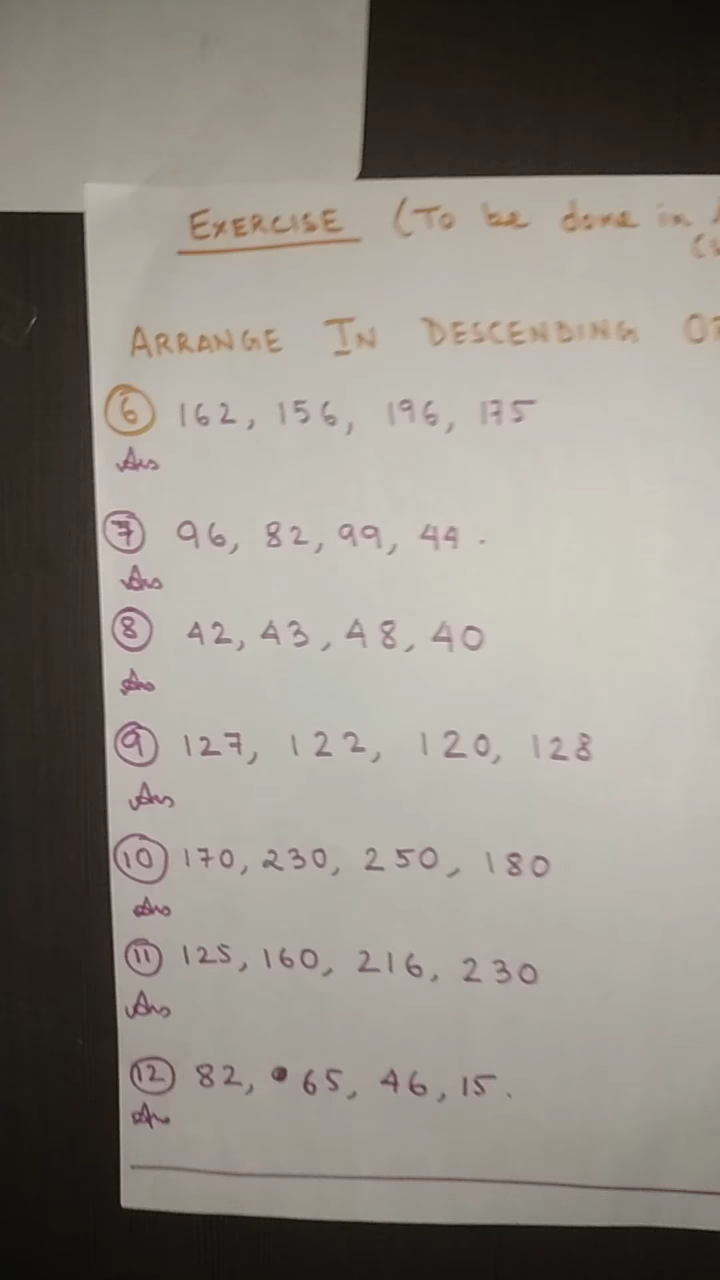 EXERCISE (To be done in
ARRANGE IN DESCENDING
6 162, 156, 196, 175
Ans
7 96, 82, 99, 44.
Ans
8 42, 43, 48, 40
Ans
9 127, 122, 120, 128
Ans
10 170, 230, 250, 180
Ans
11 125, 160, 216, 230
Ans
12 82, 65, 46, 15.
Ans